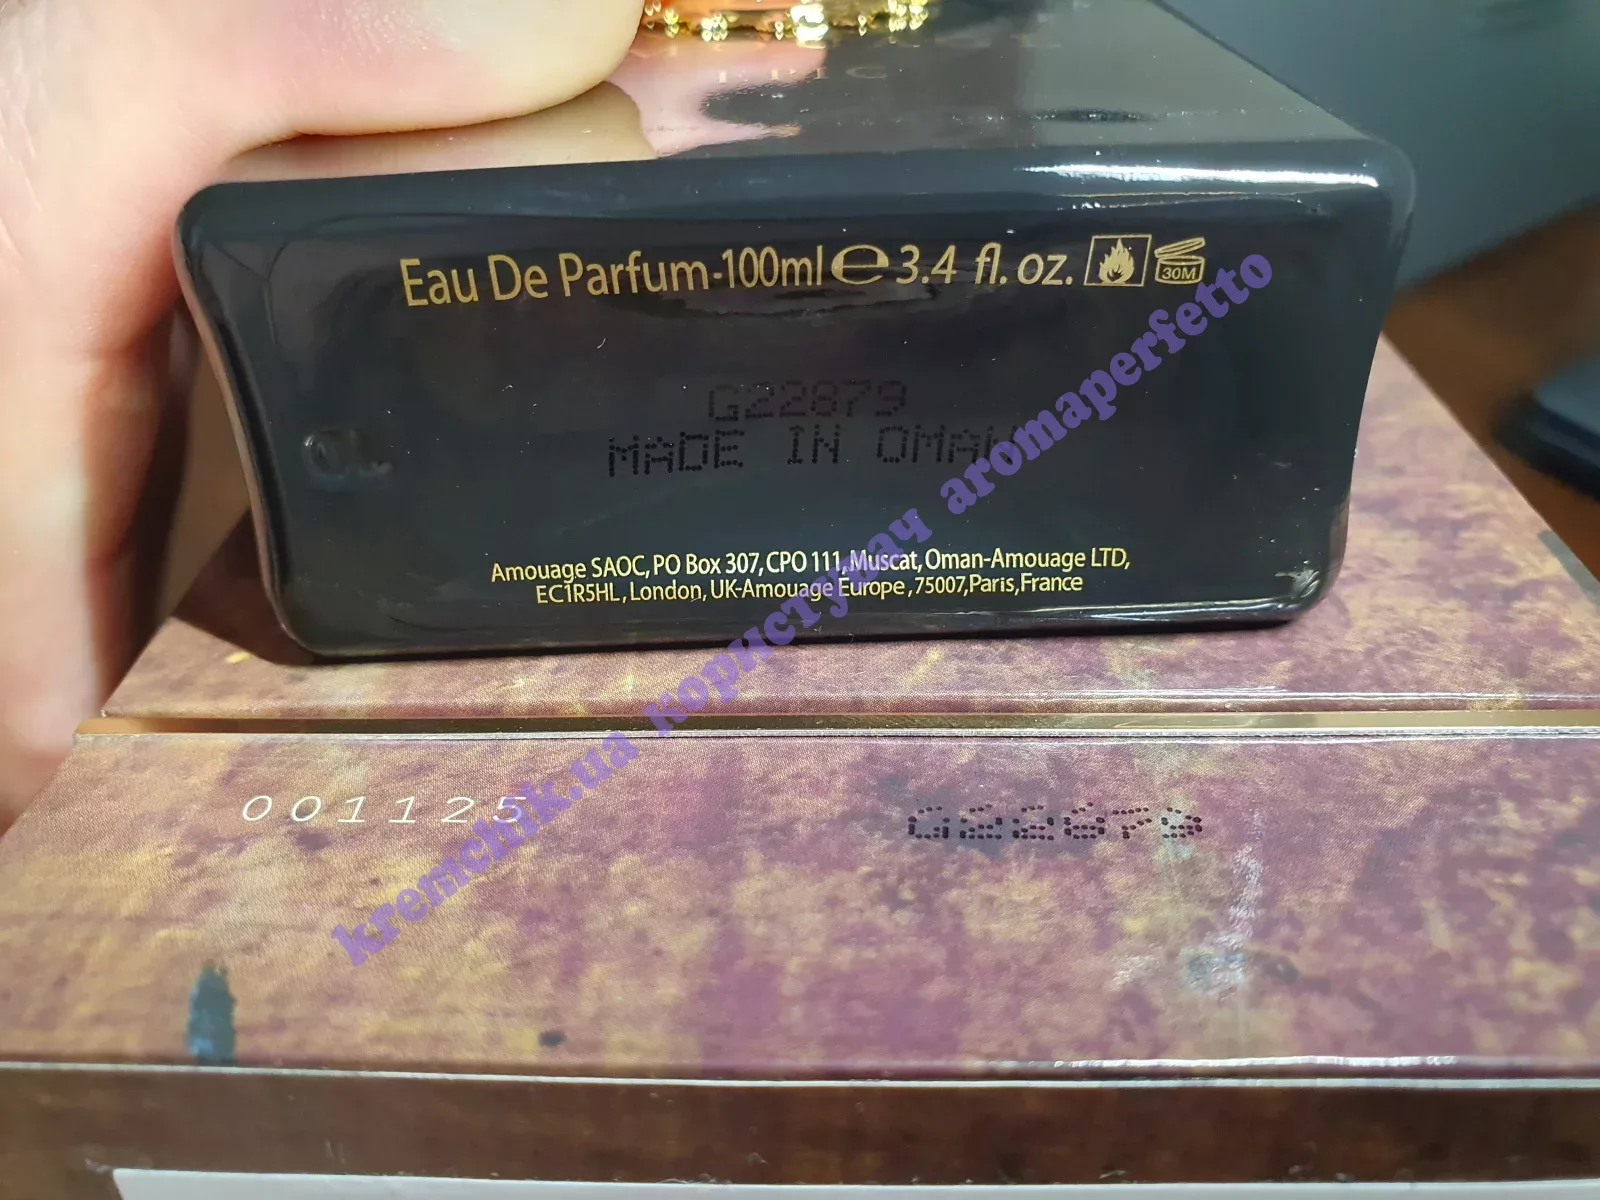 EPIC
Eau De Parfum-100ml ℮ 3.4 fl. oz. 30M
G22879
MADE IN OMAN
Amouage SAOC, PO Box 307, CPO 111, Muscat, Oman-Amouage LTD,
EC1R5HL, London, UK-Amouage Europe, 75007, Paris, France
001125
G22879
kremchik.ua користувач aromaperfetto